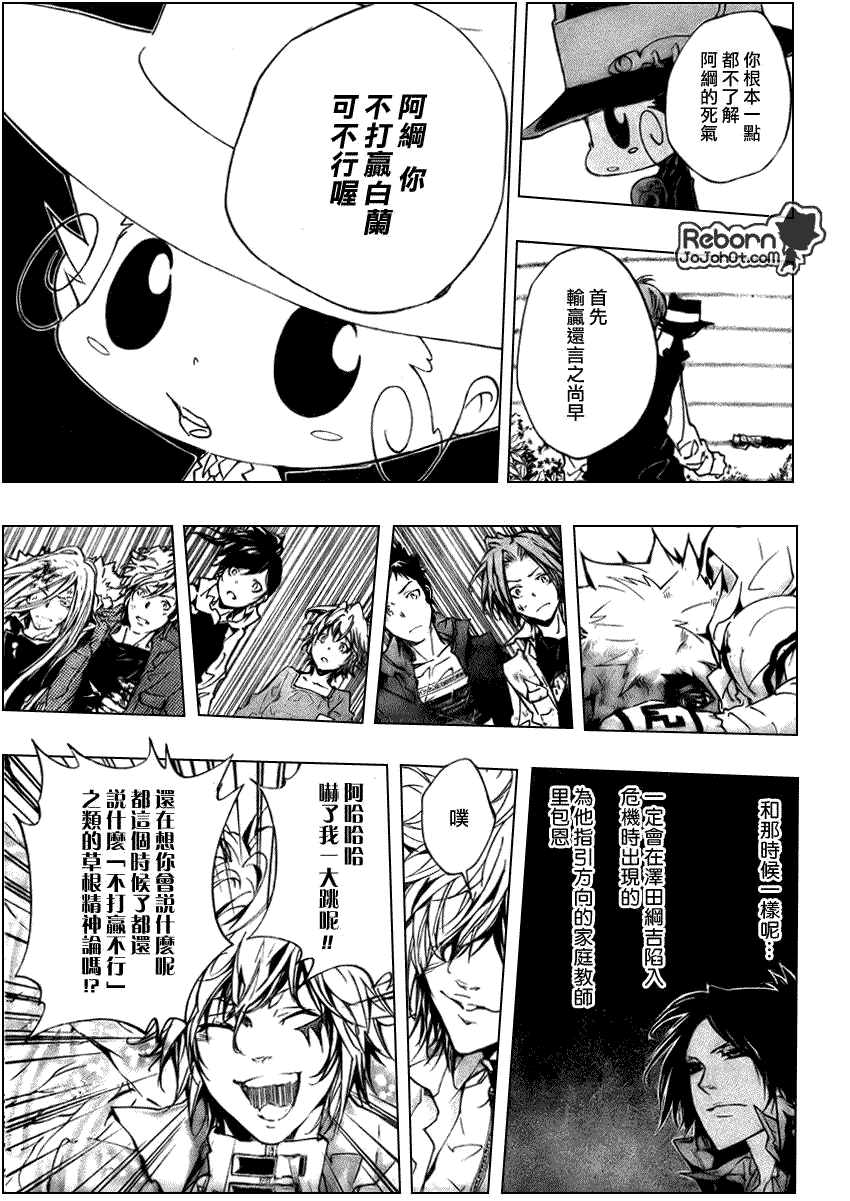 你根本一點
都不了解
阿綱的死氣
首先
輸贏還言之尚早
阿綱 你
不打贏白蘭
可不行喔
Reborn
JoJohOt.com
和那時候一樣呢…
一定會在澤田綱吉陷入
危機時出現的
為他指引方向的家庭教師
里包恩
噗
阿哈哈哈
嚇了我一大跳呢!!
還在想你會說什麼呢
都這個時候了都還
說什麼「不打贏不行」
之類的草根精神論嗎!?